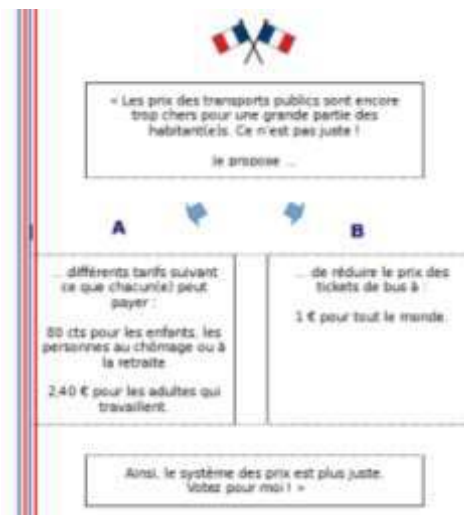 « Les prix des transports publics sont encore
trop chers pour une grande partie des
habitant(e)s. Ce n'est pas juste !
Je propose ...
A
B
... différents tarifs suivant
ce que chacun(e) peut
payer :
80 cts pour les enfants, les
personnes au chômage ou à
la retraite
2,40 € pour les adultes qui
travaillent.
... de réduire le prix des
tickets de bus à :
1 € pour tout le monde.
Ainsi, le système des prix est plus juste.
Votez pour moi ! »